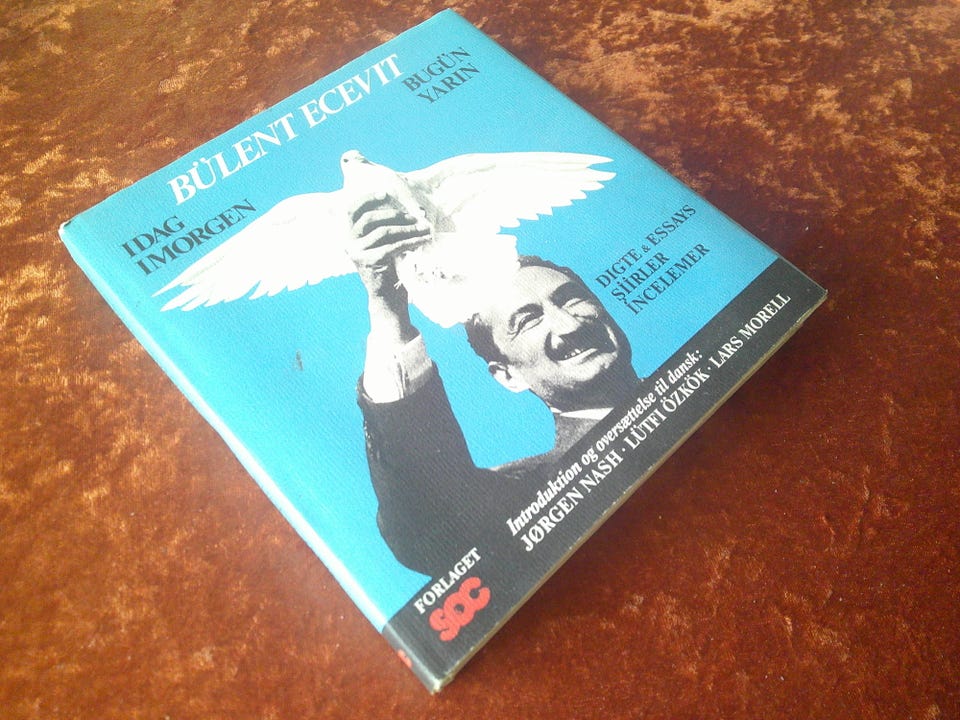 BÜLENT ECEVIT
IDAG
IMORGEN
BUGÜN
YARIN
DIGTE & ESSAYS
ŞİİRLER
İNCELEMER
Introduktion og oversættelse til dansk:
JØRGEN NASH · LÜTFI ÖZKÖK · LARS MORELL
FORLAGET
SOC